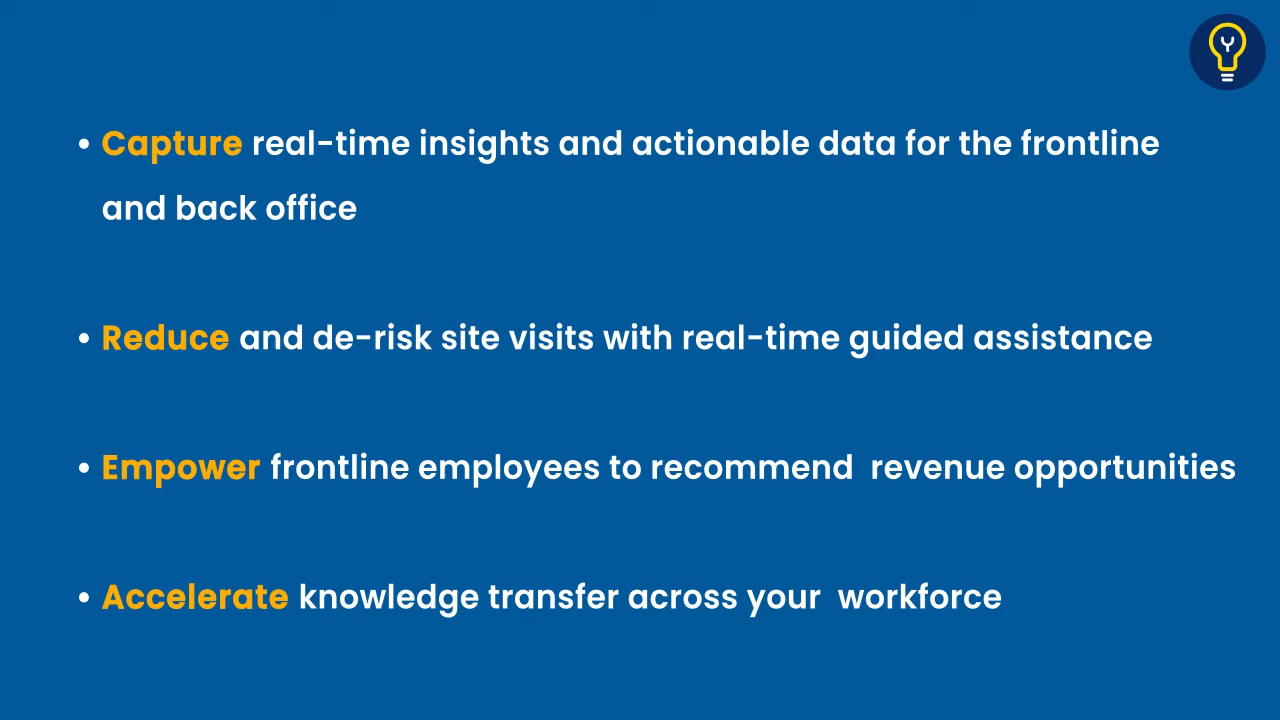 • Capture real-time insights and actionable data for the frontline
and back office
• Reduce and de-risk site visits with real-time guided assistance
• Empower frontline employees to recommend  revenue opportunities
• Accelerate knowledge transfer across your  workforce